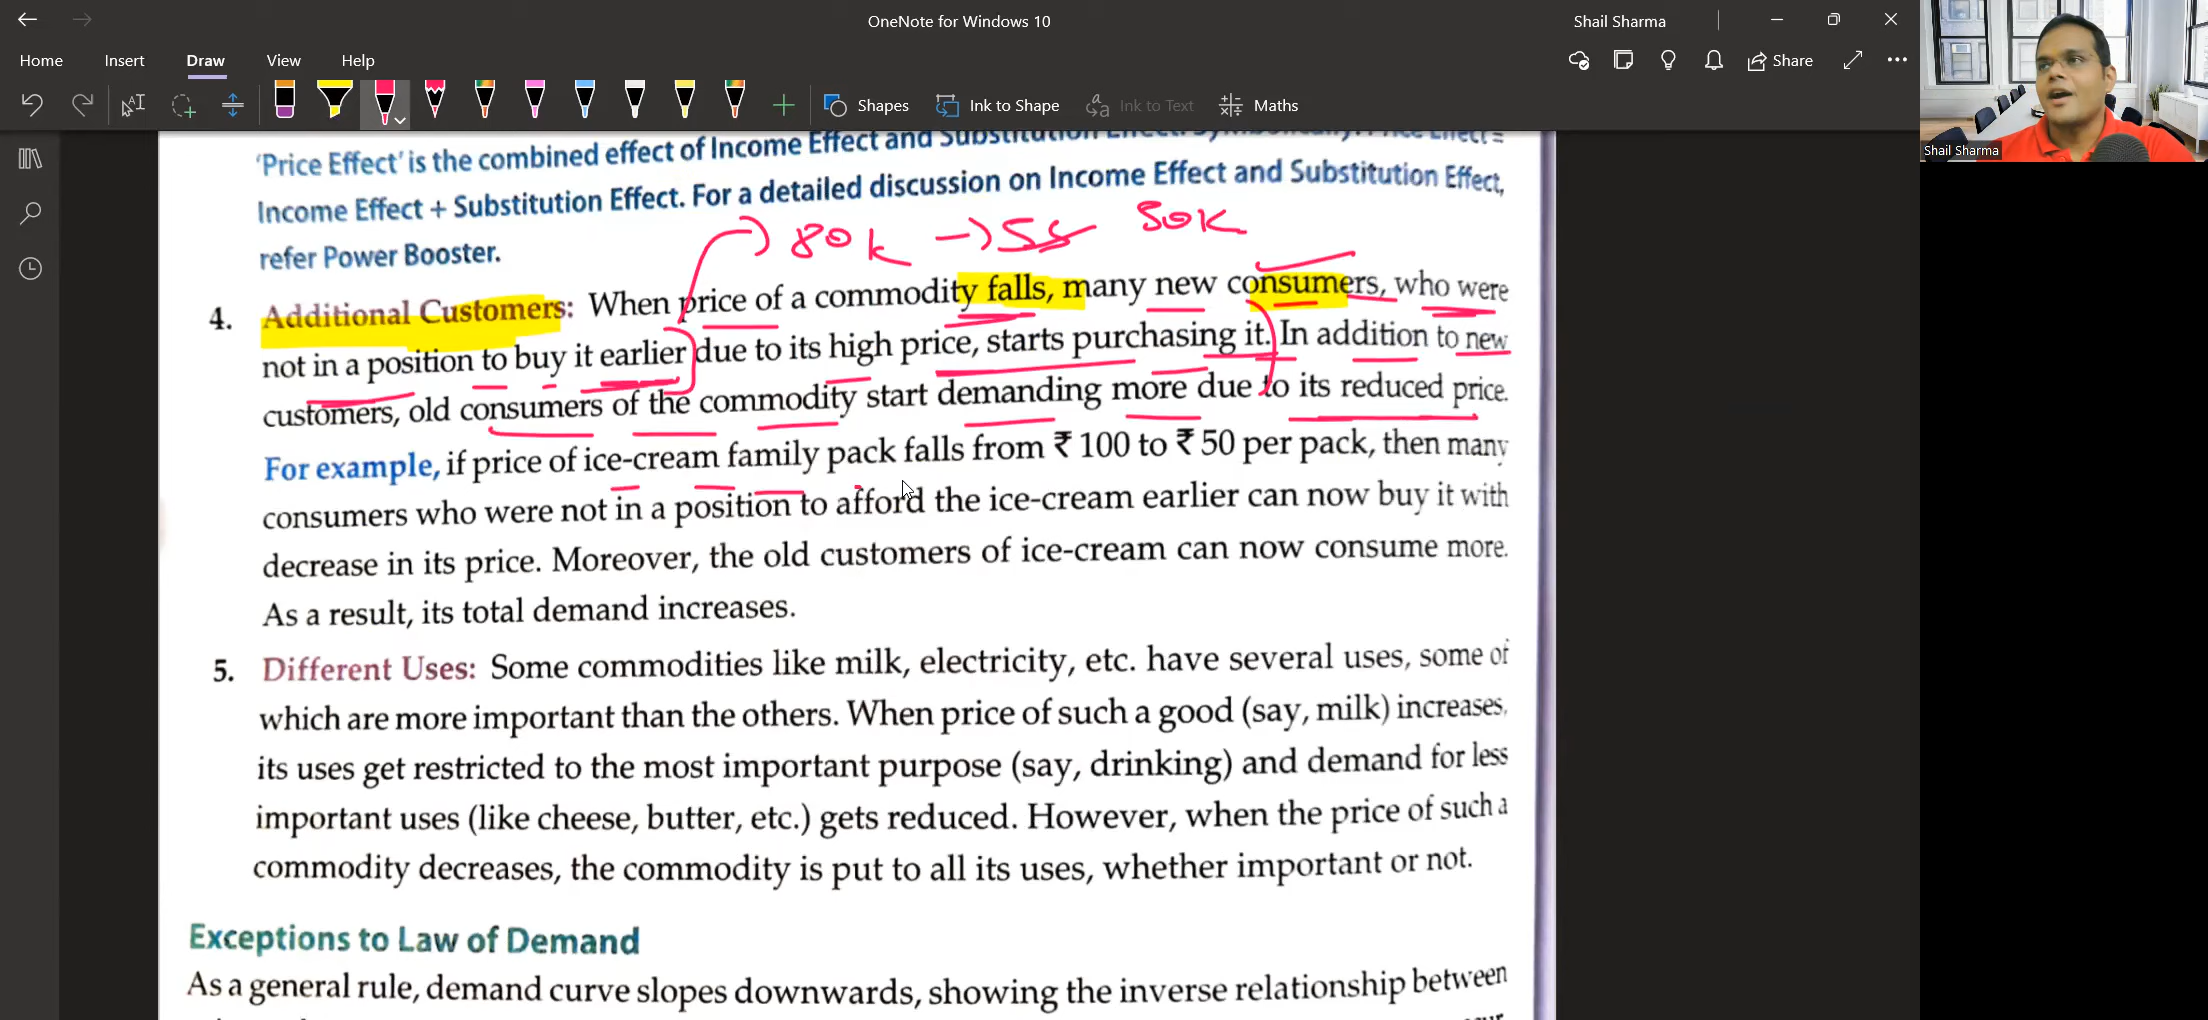 OneNote for Windows 10
Shail Sharma
Home Insert Draw View Help
Share
Shapes Ink to Shape Ink to Text Maths
Shail Sharma
'Price Effect' is the combined effect of Income Effect and Substitution Effect. Symbolically: Price Effect =
Income Effect + Substitution Effect. For a detailed discussion on Income Effect and Substitution Effect,
refer Power Booster.
80k 50K
4. Additional Customers: When price of a commodity falls, many new consumers, who were
not in a position to buy it earlier due to its high price, starts purchasing it. In addition to new
customers, old consumers of the commodity start demanding more due to its reduced price.
For example, if price of ice-cream family pack falls from ₹ 100 to ₹ 50 per pack, then many
consumers who were not in a position to afford the ice-cream earlier can now buy it with
decrease in its price. Moreover, the old customers of ice-cream can now consume more.
As a result, its total demand increases.
5. Different Uses: Some commodities like milk, electricity, etc. have several uses, some of
which are more important than the others. When price of such a good (say, milk) increases,
its uses get restricted to the most important purpose (say, drinking) and demand for less
important uses (like cheese, butter, etc.) gets reduced. However, when the price of such a
commodity decreases, the commodity is put to all its uses, whether important or not.
Exceptions to Law of Demand
As a general rule, demand curve slopes downwards, showing the inverse relationship between